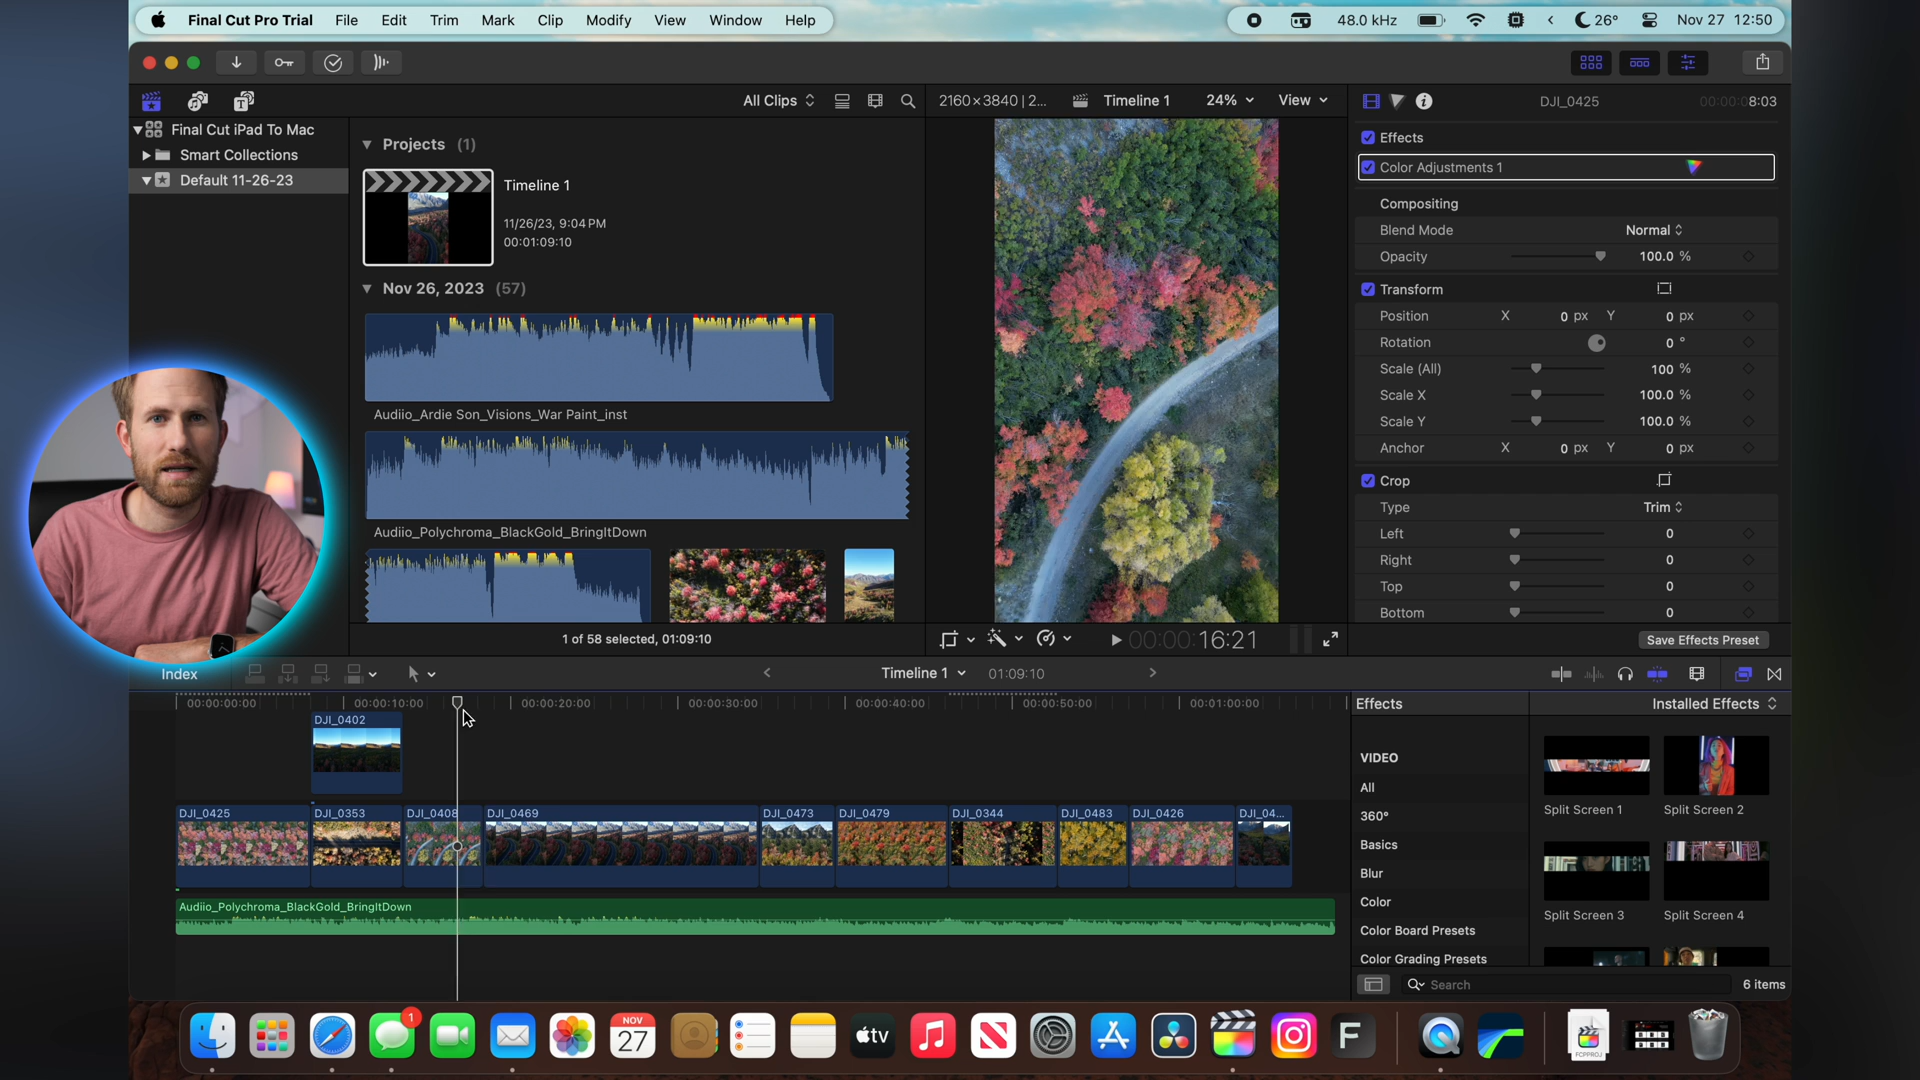 Final Cut Pro Trial File Edit Trim Mark Clip Modify View Window Help
48.0 kHz 26° Nov 27 12:50
All Clips 2160×3840 | 2... Timeline 1 24% View DJI_0425 00:00:08:03
Final Cut iPad To Mac
Smart Collections
Default 11-26-23
Projects (1)
Timeline 1
11/26/23, 9:04 PM
00:01:09:10
Nov 26, 2023 (57)
Audiio_Ardie Son_Visions_War Paint_inst
Audiio_Polychroma_BlackGold_BringItDown
1 of 58 selected, 01:09:10
00:00:16:21
Effects
Color Adjustments 1
Compositing
Blend Mode Normal
Opacity 100.0 %
Transform
Position X 0 px Y 0 px
Rotation 0 °
Scale (All) 100 %
Scale X 100.0 %
Scale Y 100.0 %
Anchor X 0 px Y 0 px
Crop
Type Trim
Left 0
Right 0
Top 0
Bottom 0
Save Effects Preset
Index Timeline 1 01:09:10
00:00:00:00 00:00:10:00 00:00:20:00 00:00:30:00 00:00:40:00 00:00:50:00 00:01:00:00
DJI_0402
DJI_0425 DJI_0353 DJI_0408 DJI_0469 DJI_0473 DJI_0479 DJI_0344 DJI_0483 DJI_0426 DJI_04...
Audiio_Polychroma_BlackGold_BringItDown
Effects Installed Effects
VIDEO
All
360°
Basics
Blur
Color
Color Board Presets
Color Grading Presets
Split Screen 1 Split Screen 2
Split Screen 3 Split Screen 4
Search 6 items
1
NOV
27
tv
F
FCPPROJ